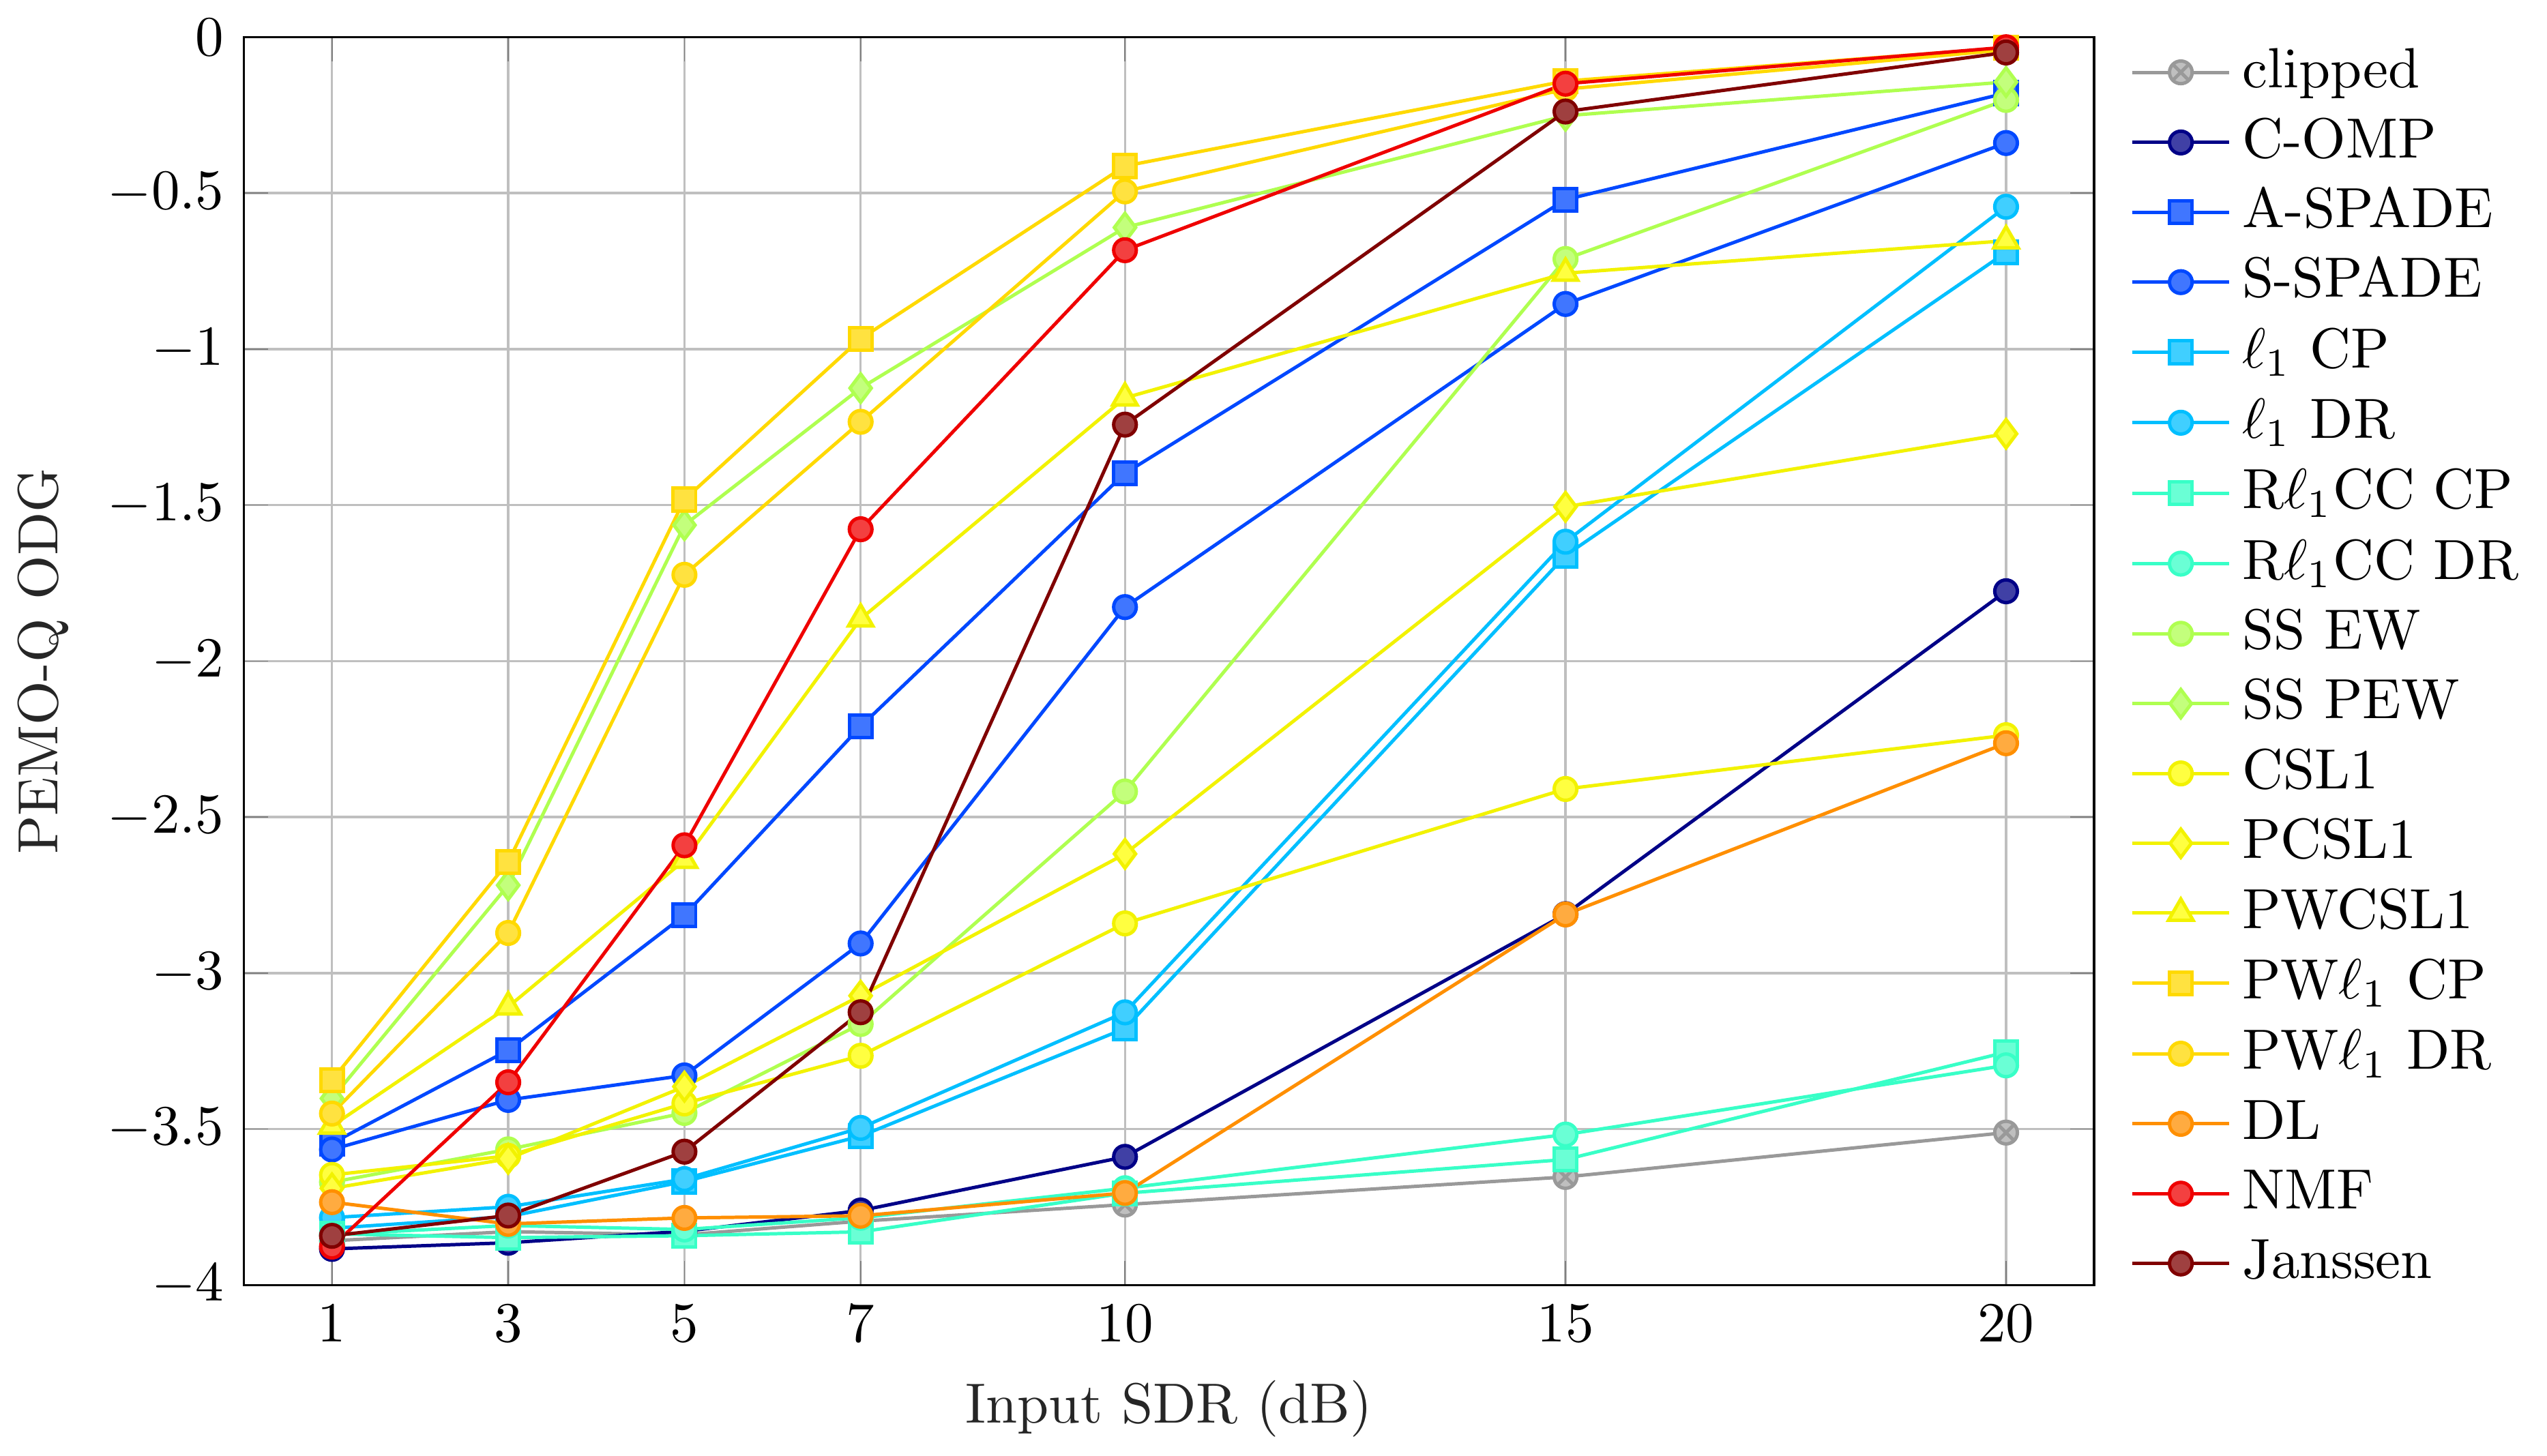 0
−0.5
−1
−1.5
−2
−2.5
−3
−3.5
−4
PEMO-Q ODG
1 3 5 7 10 15 20
Input SDR (dB)
clipped
C-OMP
A-SPADE
S-SPADE
ℓ₁ CP
ℓ₁ DR
Rℓ₁CC CP
Rℓ₁CC DR
SS EW
SS PEW
CSL1
PCSL1
PWCSL1
PWℓ₁ CP
PWℓ₁ DR
DL
NMF
Janssen